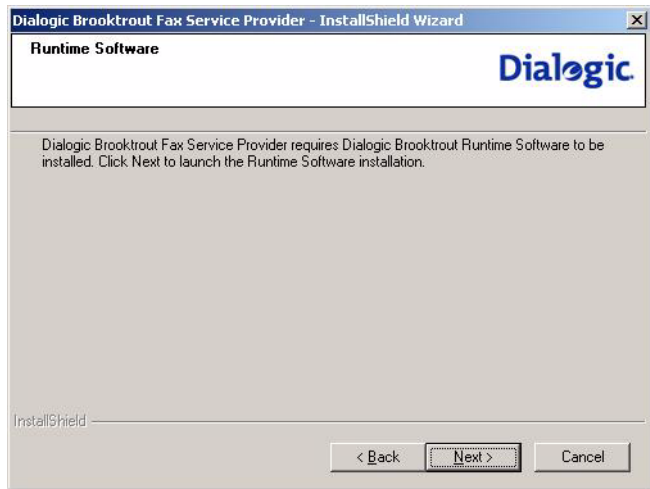 Dialogic Brooktrout Fax Service Provider - InstallShield Wizard
Runtime Software
Dialogic.
Dialogic Brooktrout Fax Service Provider requires Dialogic Brooktrout Runtime Software to be
installed. Click Next to launch the Runtime Software installation.
InstallShield
< Back
Next >
Cancel